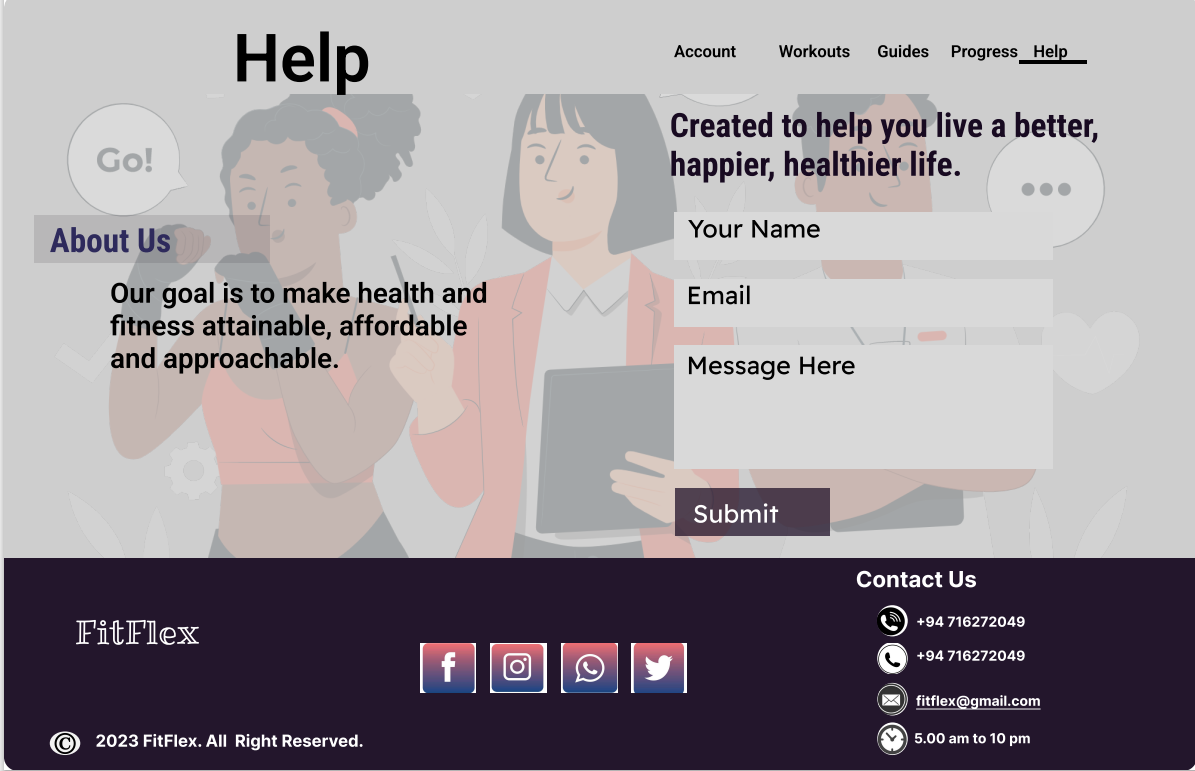 Help
Account Workouts Guides Progress Help
Go!
Created to help you live a better,
happier, healthier life.
About Us
Our goal is to make health and
fitness attainable, affordable
and approachable.
Your Name
Email
Message Here
Submit
Contact Us
+94 716272049
+94 716272049
fitflex@gmail.com
5.00 am to 10 pm
FitFlex
© 2023 FitFlex. All Right Reserved.